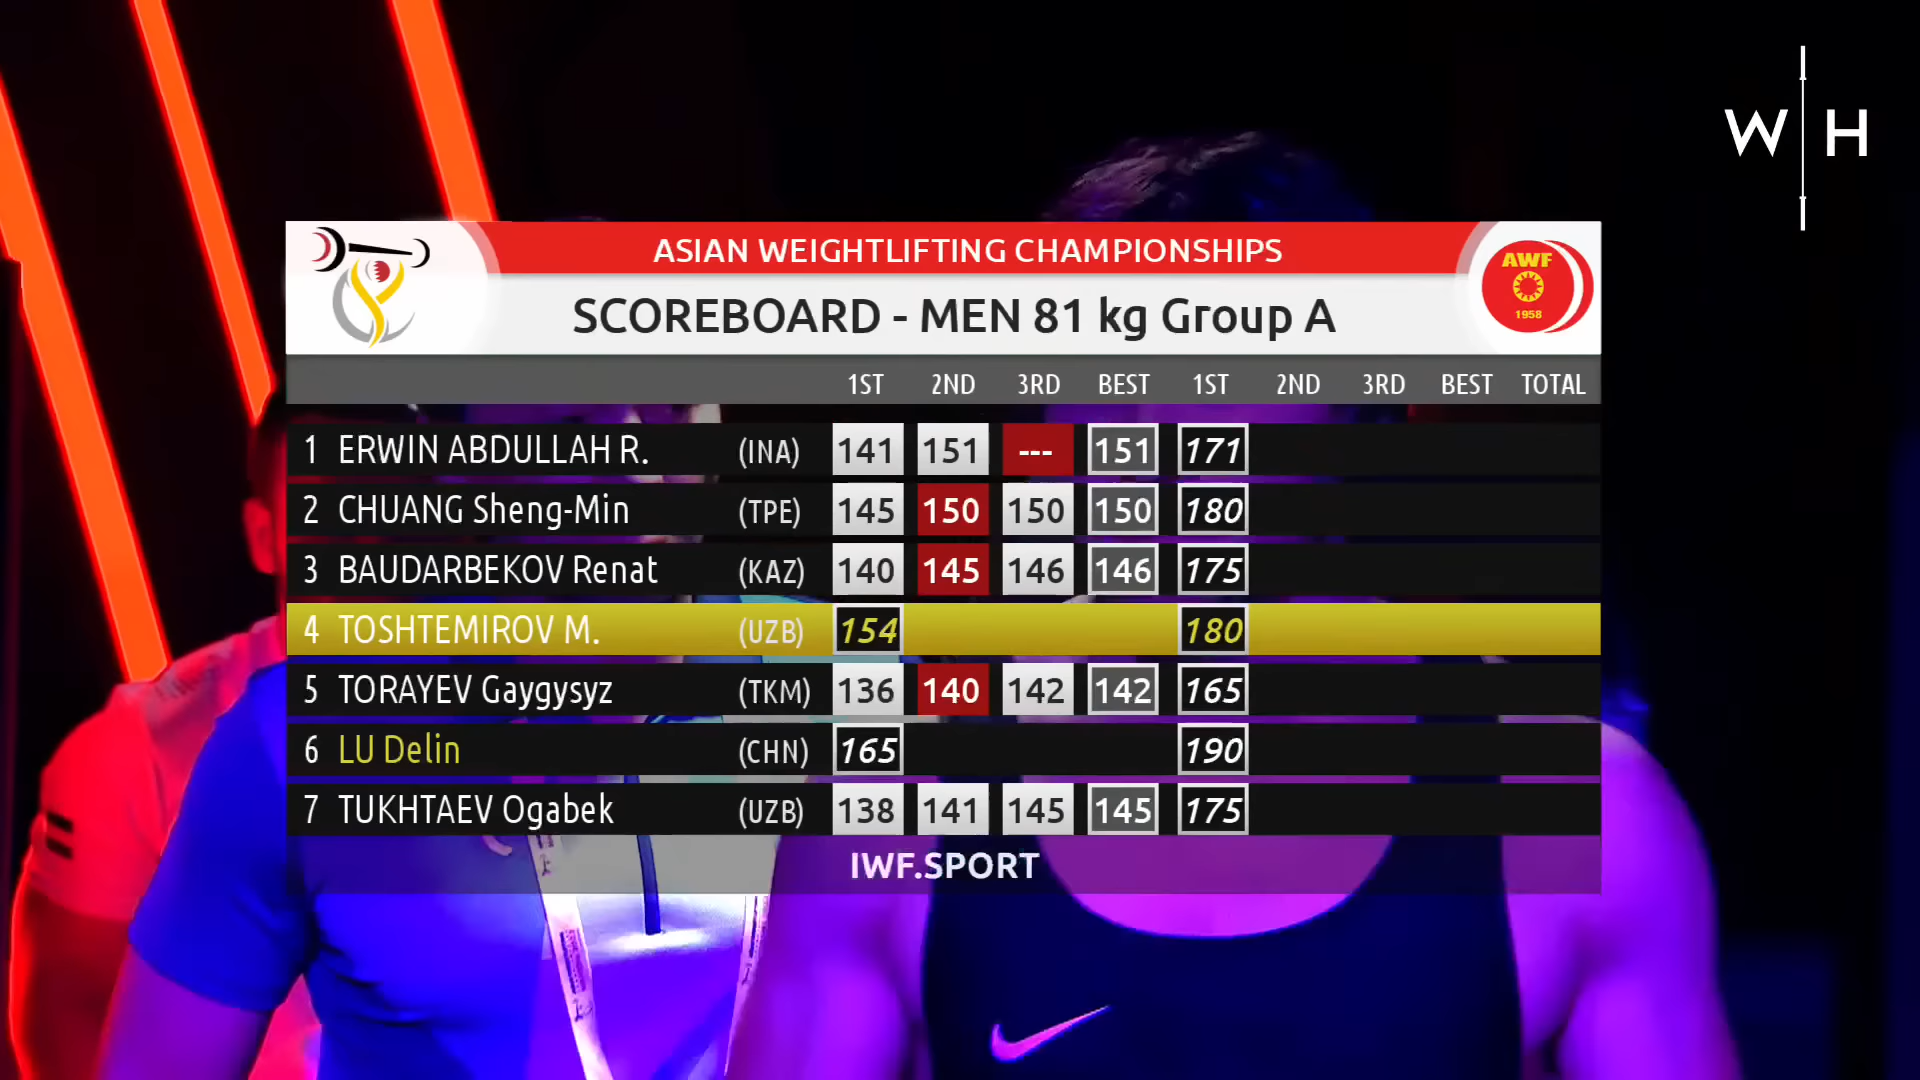 W H
ASIAN WEIGHTLIFTING CHAMPIONSHIPS
AWF
1958
SCOREBOARD - MEN 81 kg Group A
1ST 2ND 3RD BEST 1ST 2ND 3RD BEST TOTAL
1 ERWIN ABDULLAH R. (INA) 141 151 --- 151 171
2 CHUANG Sheng-Min (TPE) 145 150 150 150 180
3 BAUDARBEKOV Renat (KAZ) 140 145 146 146 175
4 TOSHTEMIROV M. (UZB) 154 180
5 TORAYEV Gaygysyz (TKM) 136 140 142 142 165
6 LU Delin (CHN) 165 190
7 TUKHTAEV Ogabek (UZB) 138 141 145 145 175
IWF.SPORT